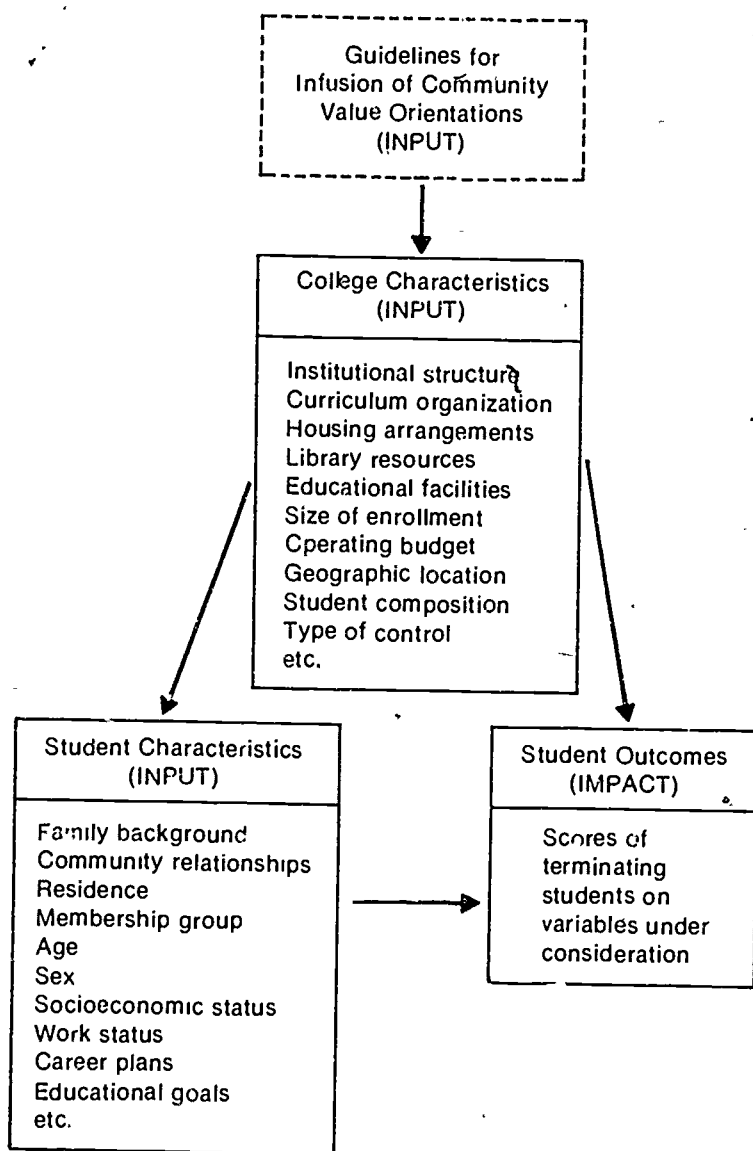 Guidelines for
Infusion of Community
Value Orientations
(INPUT)
College Characteristics
(INPUT)
Institutional structure
Curriculum organization
Housing arrangements
Library resources
Educational facilities
Size of enrollment
Operating budget
Geographic location
Student composition
Type of control
etc.
Student Characteristics
(INPUT)
Family background
Community relationships
Residence
Membership group
Age
Sex
Socioeconomic status
Work status
Career plans
Educational goals
etc.
Student Outcomes
(IMPACT)
Scores of
terminating
students on
variables under
consideration